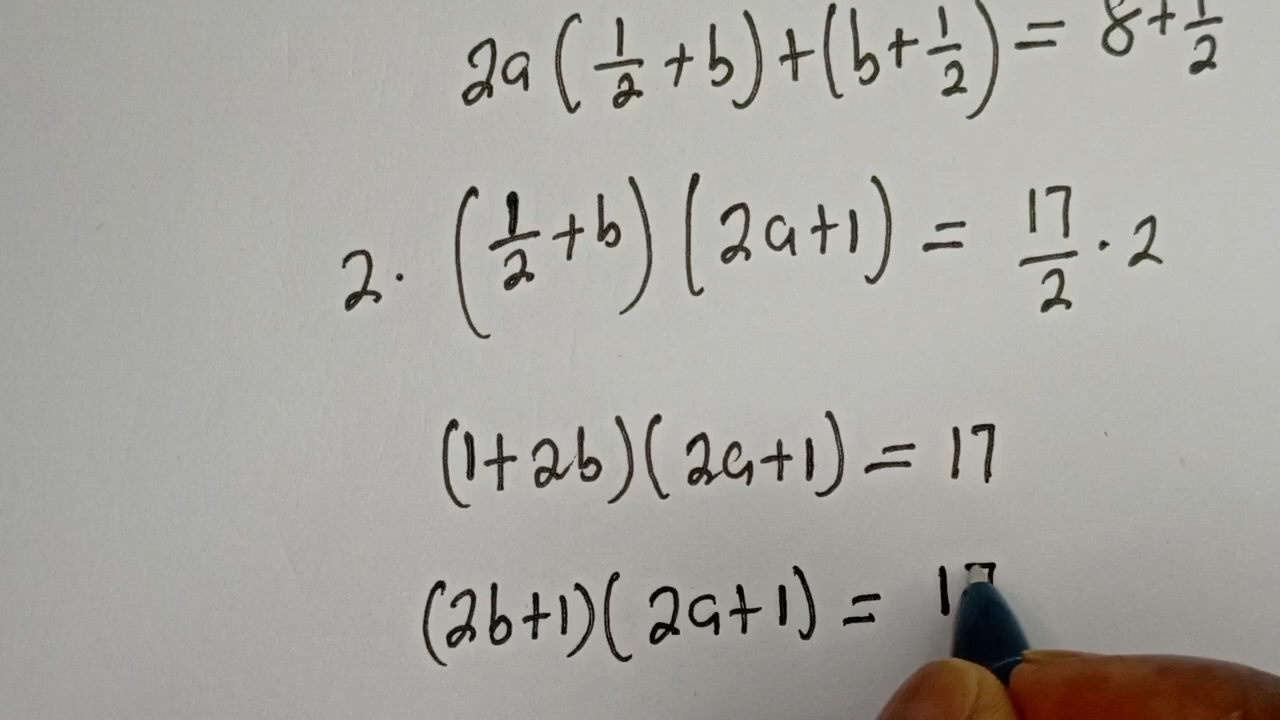 2a(1/2+b)+(b+1/2)= 8+1/2
2. (1/2+b)(2a+1) = 17/2 · 2
(1+2b)(2a+1) = 17
(2b+1)(2a+1) = 17